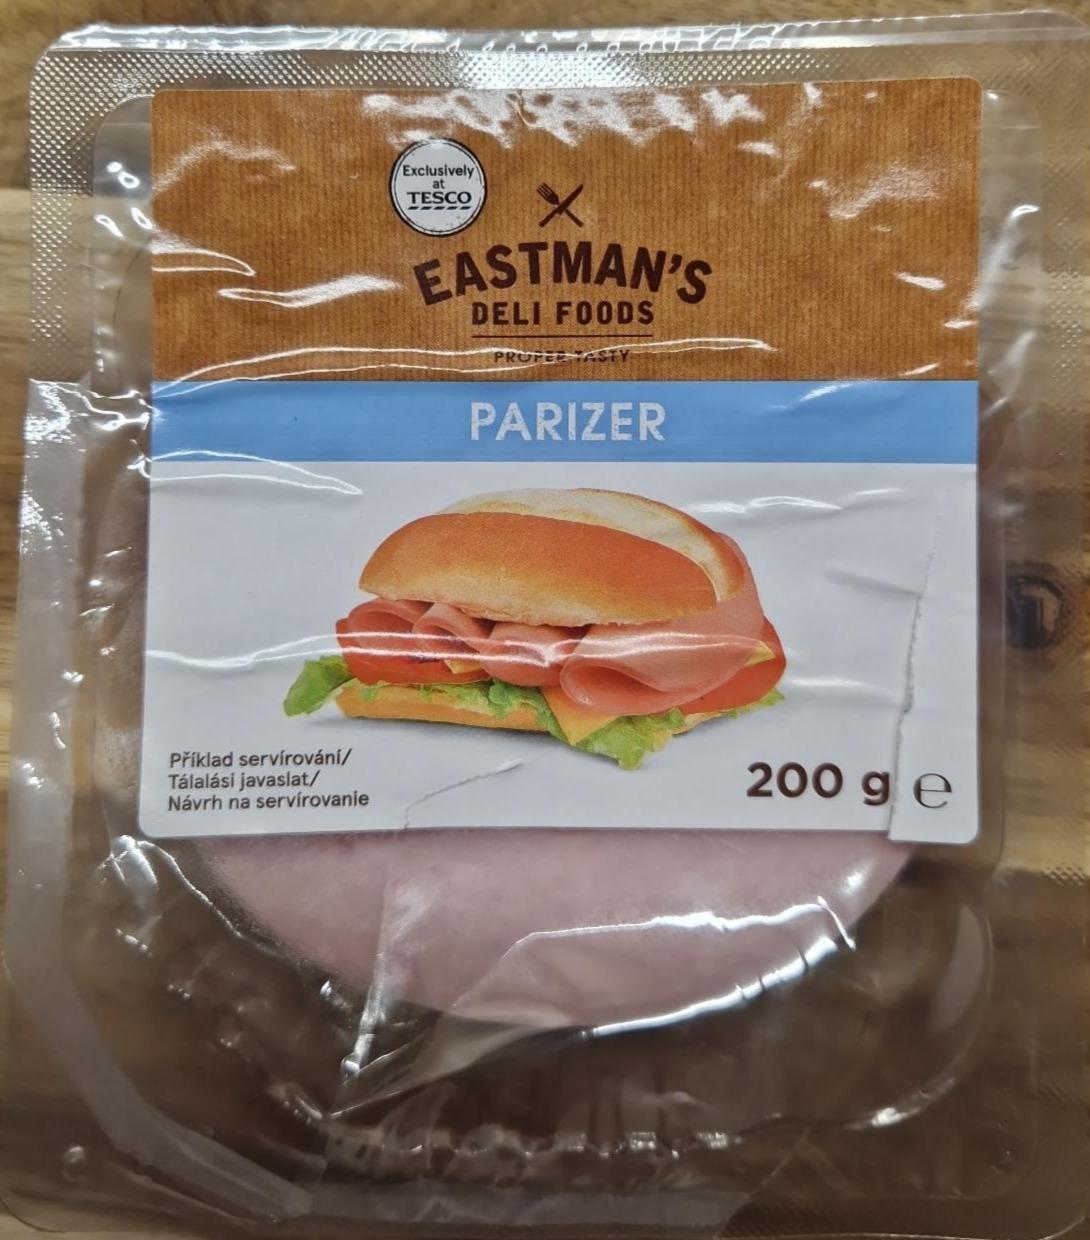 Exclusively
at
TESCO
EASTMAN'S
DELI FOODS
PROPER TASTY
PARIZER
Příklad servírování/
Tálalási javaslat/
Návrh na servírovanie
200 g ℮